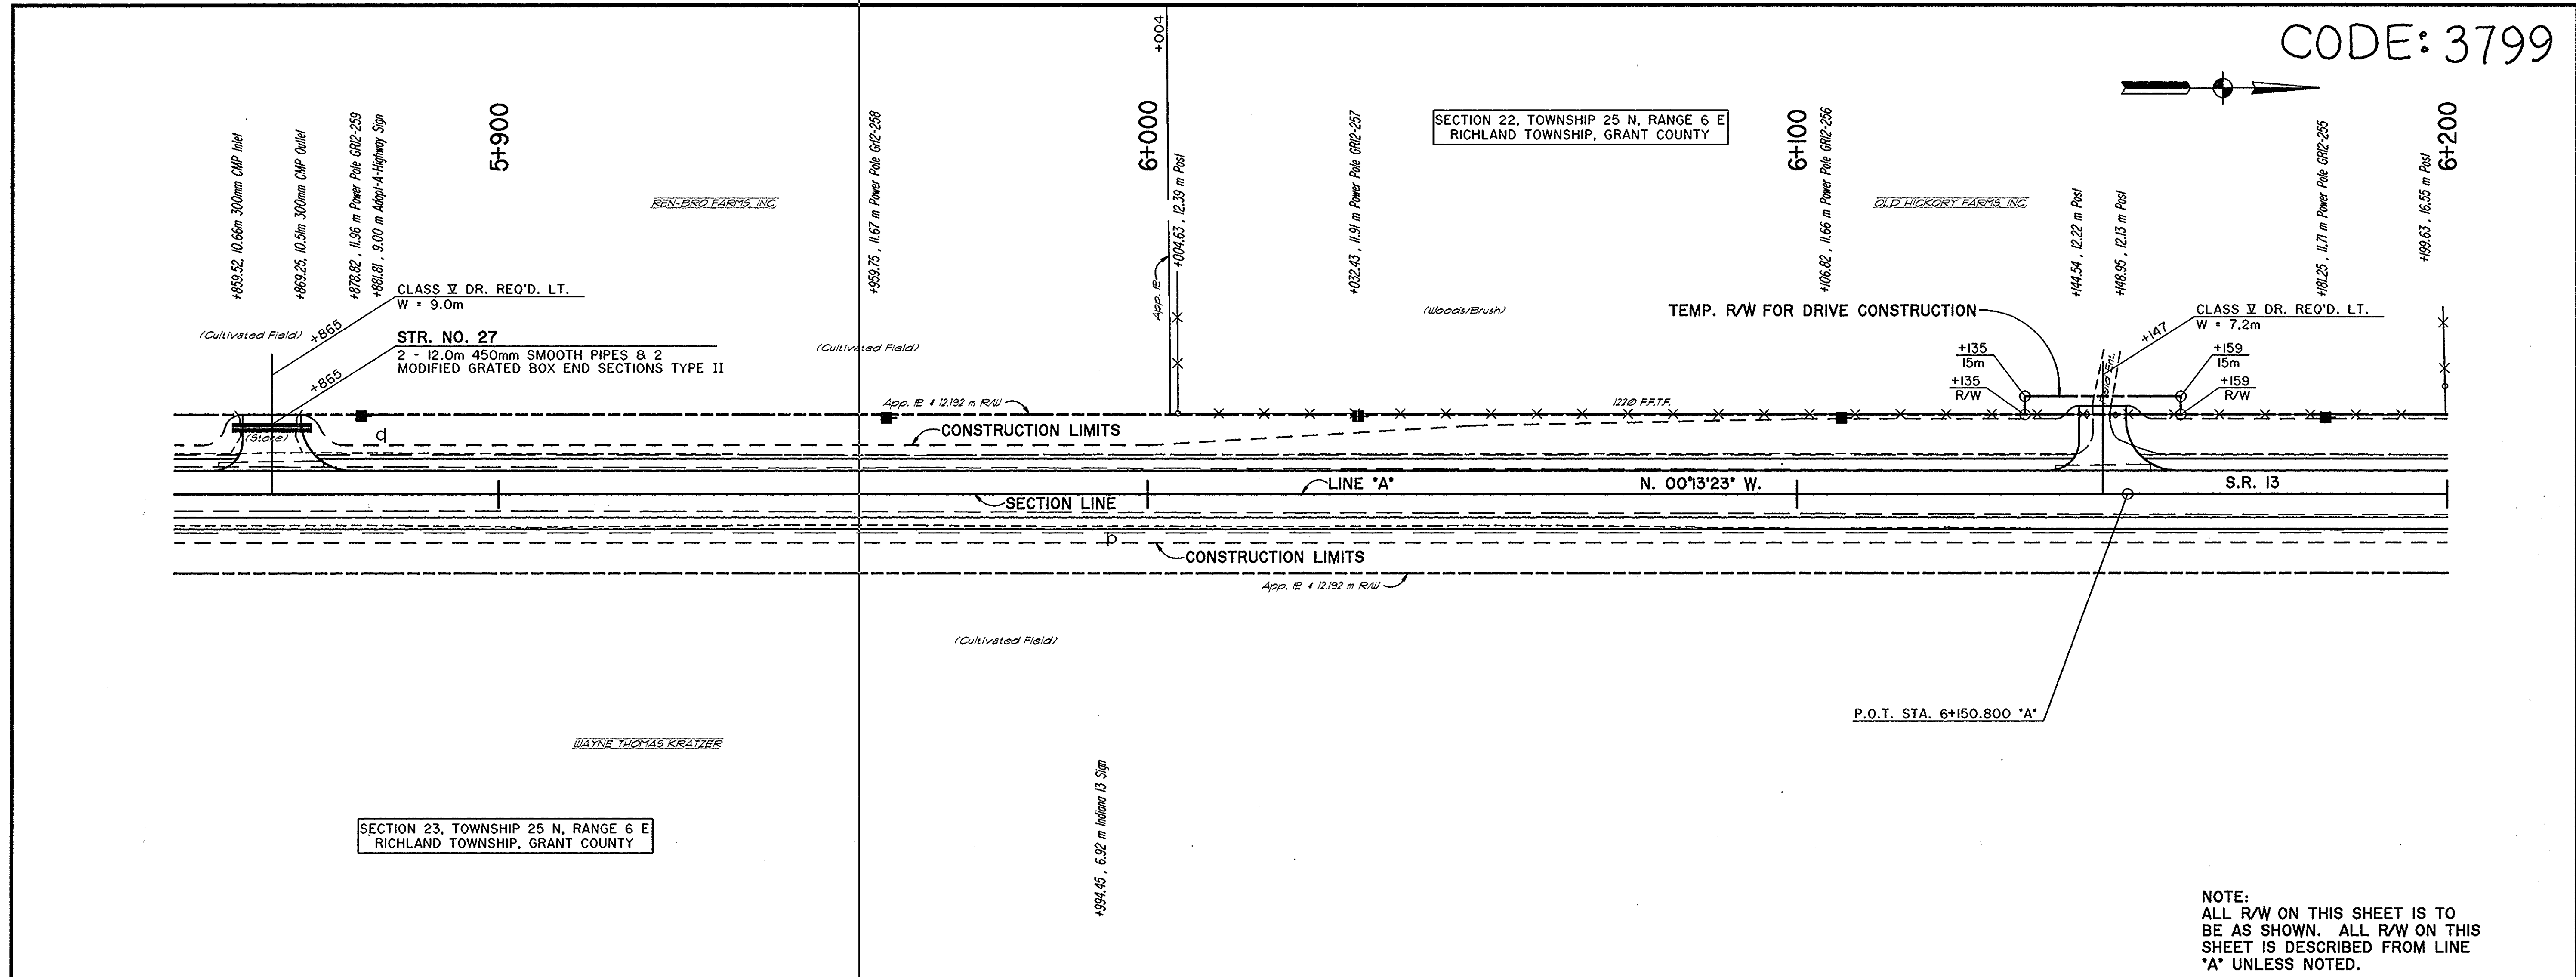 CODE: 3799
+004
5+900
6+000
6+100
6+200
SECTION 22, TOWNSHIP 25 N, RANGE 6 E
RICHLAND TOWNSHIP, GRANT COUNTY
+859.52, 10.66m 300mm CMP Inlet
+869.25, 10.51m 300mm CMP Outlet
+878.82 , 11.96 m Power Pole GR12-259
+881.81 , 9.00 m Adopt-A-Highway Sign
+959.75 , 11.67 m Power Pole Gr12-258
+004.63 , 12.39 m Post
+032.43 , 11.91 m Power Pole GR12-257
+106.82 , 11.66 m Power Pole GR12-256
+144.54 , 12.22 m Post
+148.95 , 12.13 m Post
+181.25 , 11.71 m Power Pole GR12-255
+199.63 , 16.55 m Post
REN-BRO FARMS, INC.
OLD HICKORY FARMS, INC.
App. PL
CLASS V DR. REQ'D. LT.
W = 9.0m
+865
(Cultivated Field)
STR. NO. 27
2 - 12.0m 450mm SMOOTH PIPES & 2
MODIFIED GRATED BOX END SECTIONS TYPE II
+865
(Cultivated Field)
(Woods/Brush)
TEMP. R/W FOR DRIVE CONSTRUCTION
CLASS V DR. REQ'D. LT.
W = 7.2m
+147
+135
15m
+135
R/W
+159
15m
+159
R/W
Field Ent.
App. PL & 12.192 m R/W
1220 F.F.T.F.
(Stone)
d
CONSTRUCTION LIMITS
LINE "A"
N. 00°13'23" W.
S.R. 13
SECTION LINE
p
CONSTRUCTION LIMITS
App. PL & 12.192 m R/W
(Cultivated Field)
P.O.T. STA. 6+150.800 "A"
WAYNE THOMAS KRATZER
+994.45 , 6.92 m Indiana 13 Sign
SECTION 23, TOWNSHIP 25 N, RANGE 6 E
RICHLAND TOWNSHIP, GRANT COUNTY
NOTE:
ALL R/W ON THIS SHEET IS TO
BE AS SHOWN. ALL R/W ON THIS
SHEET IS DESCRIBED FROM LINE
"A" UNLESS NOTED.